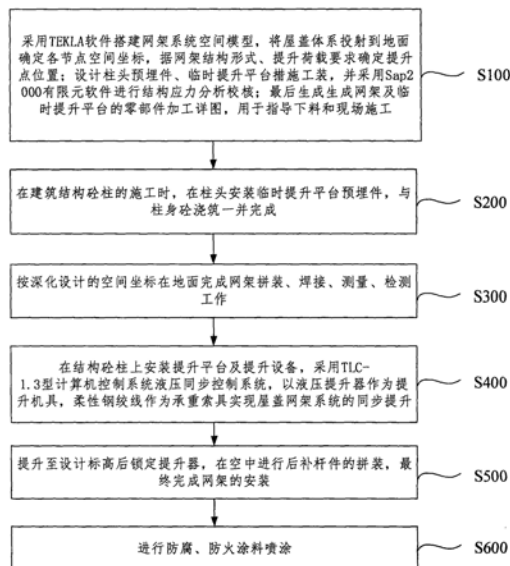 采用TEKLA软件搭建网架系统空间模型，将屋盖体系投射到地面
确定各节点空间坐标，据网架结构形式、提升荷载要求确定提升
点位置；设计柱头预埋件、临时提升平台措施工装，并采用Sap2
000有限元软件进行结构应力分析校核；最后生成生成网架及临
时提升平台的零部件加工详图，用于指导下料和现场施工
S100
在建筑结构砼柱的施工时，在柱头安装临时提升平台预埋件，与
柱身砼浇筑一并完成
S200
按深化设计的空间坐标在地面完成网架拼装、焊接、测量、检测
工作
S300
在结构砼柱上安装提升平台及提升设备，采用TLC-
1.3型计算机控制系统液压同步控制系统，以液压提升器作为提
升机具，柔性钢绞线作为承重索具实现屋盖网架系统的同步提升
S400
提升至设计标高后锁定提升器，在空中进行后补杆件的拼装，最
终完成网架的安装
S500
进行防腐、防火涂料喷涂
S600